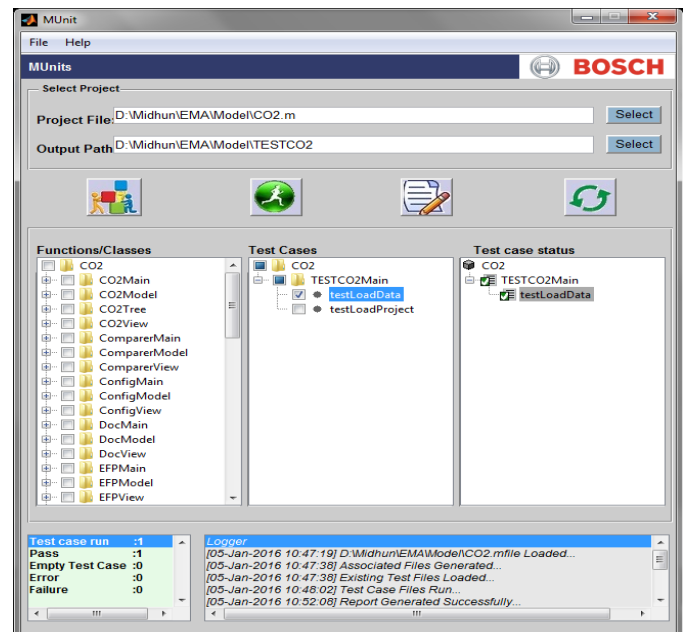 MUnit
File Help
MUnits
BOSCH
Select Project
Project File: D:\Midhun\EMA\Model\CO2.m Select
Output Path D:\Midhun\EMA\Model\TESTCO2 Select
Functions/Classes
CO2
CO2Main
CO2Model
CO2Tree
CO2View
ComparerMain
ComparerModel
ComparerView
ConfigMain
ConfigModel
ConfigView
DocMain
DocModel
DocView
EFPMain
EFPModel
EFPView
Test Cases
CO2
TESTCO2Main
testLoadData
testLoadProject
Test case status
CO2
TESTCO2Main
testLoadData
Test case run :1
Pass :1
Empty Test Case :0
Error :0
Failure :0
Logger
[05-Jan-2016 10:47:19] D:\Midhun\EMA\Model\CO2.mfile Loaded...
[05-Jan-2016 10:47:38] Associated Files Generated...
[05-Jan-2016 10:47:38] Existing Test Files Loaded...
[05-Jan-2016 10:48:02] Test Case Files Run...
[05-Jan-2016 10:52:08] Report Generated Successfully...